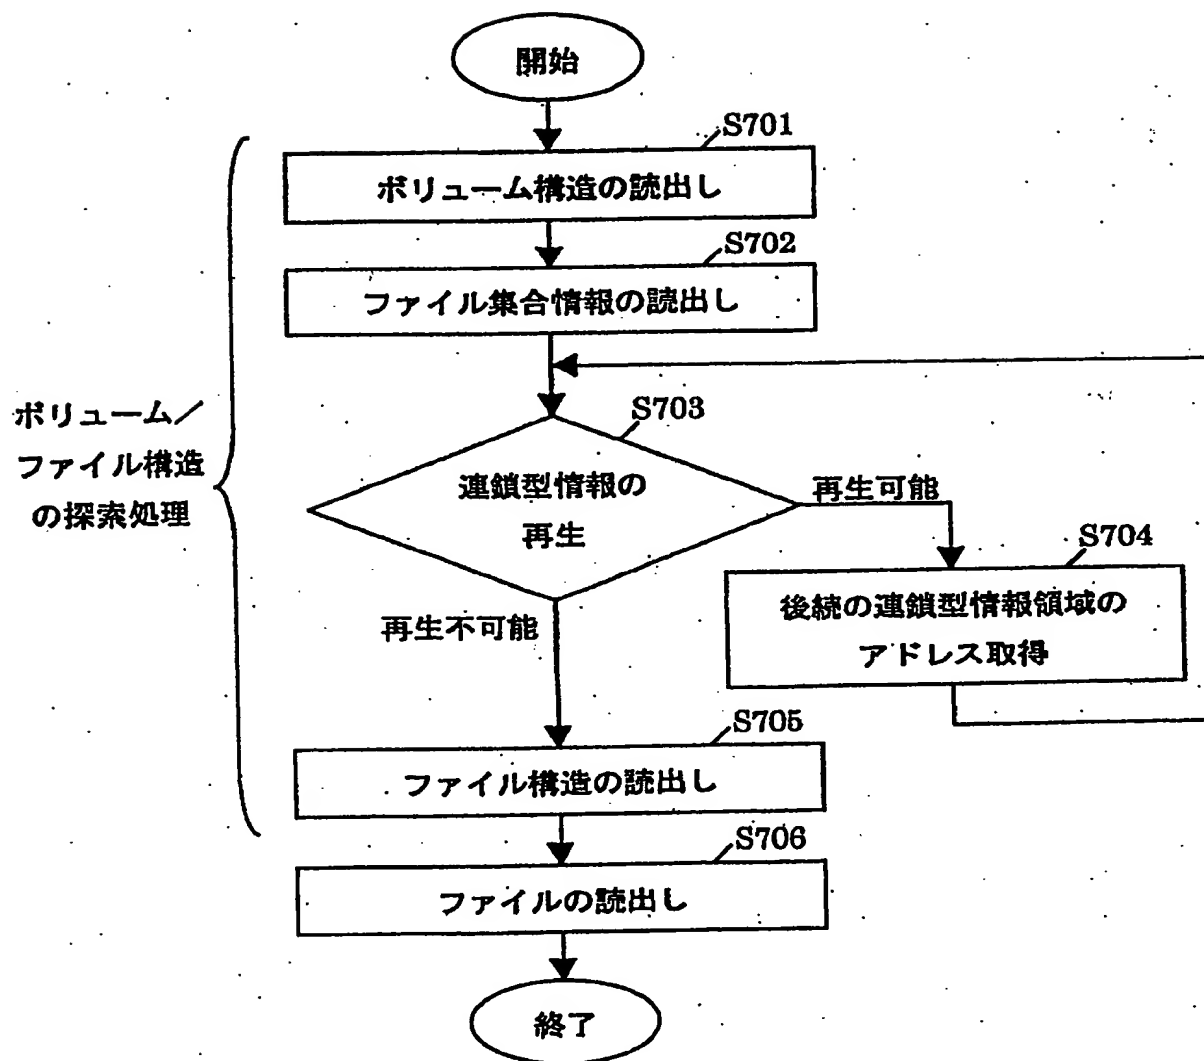 開始
S701
ボリューム構造の読出し
S702
ファイル集合情報の読出し
ボリューム／
ファイル構造
の探索処理
S703
連鎖型情報の
再生
再生可能
S704
後続の連鎖型情報領域の
アドレス取得
再生不可能
S705
ファイル構造の読出し
S706
ファイルの読出し
終了